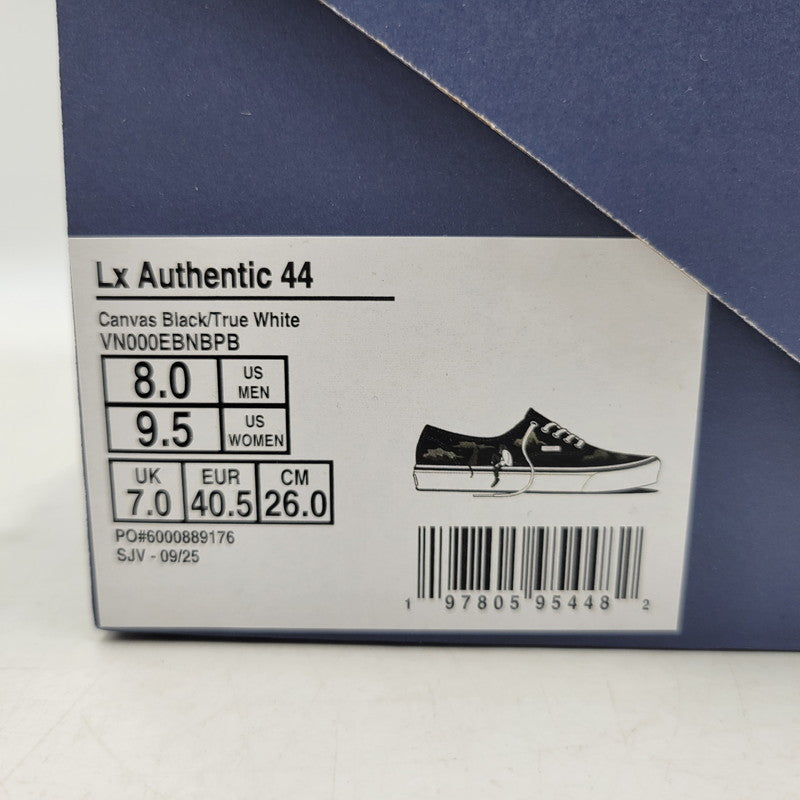 Lx Authentic 44
Canvas Black/True White
VN000EBNBPB
8.0 US MEN
9.5 US WOMEN
UK EUR CM
7.0 40.5 26.0
PO#6000889176
SJV - 09/25
1 97805 95448 2